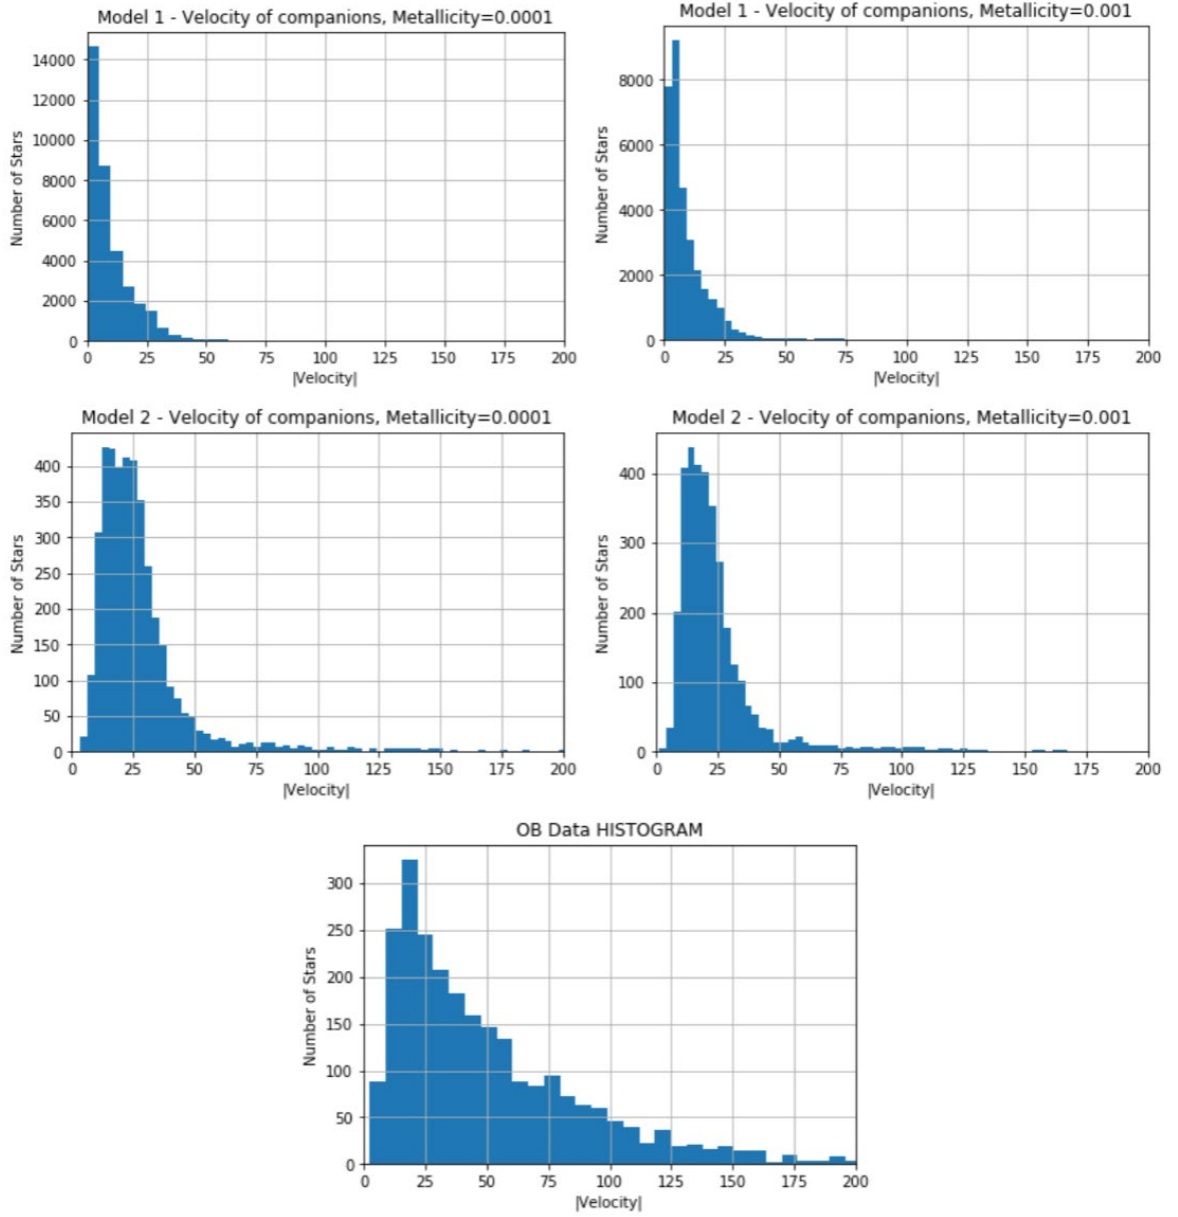 Model 1 - Velocity of companions, Metallicity=0.0001
14000
12000
10000
8000
6000
4000
2000
0
Number of Stars
0 25 50 75 100 125 150 175 200
|Velocity|
Model 1 - Velocity of companions, Metallicity=0.001
8000
6000
4000
2000
0
Number of Stars
0 25 50 75 100 125 150 175 200
|Velocity|
Model 2 - Velocity of companions, Metallicity=0.0001
400
350
300
250
200
150
100
50
0
Number of Stars
0 25 50 75 100 125 150 175 200
|Velocity|
Model 2 - Velocity of companions, Metallicity=0.001
400
300
200
100
0
Number of Stars
0 25 50 75 100 125 150 175 200
|Velocity|
OB Data HISTOGRAM
300
250
200
150
100
50
0
Number of Stars
0 25 50 75 100 125 150 175 200
|Velocity|